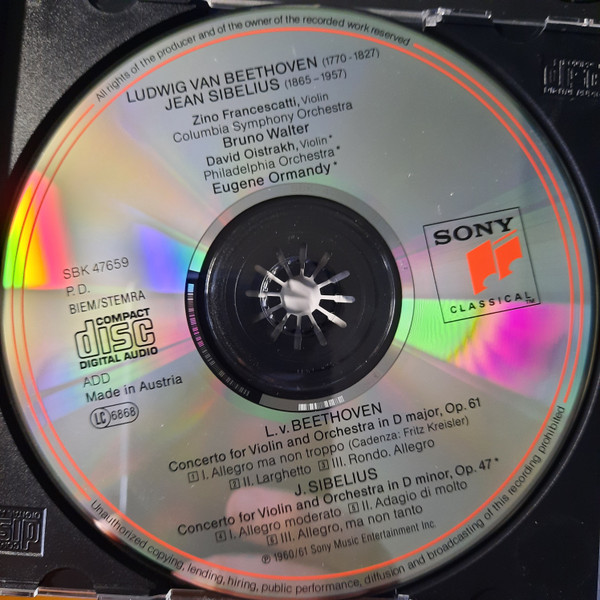 All rights of the producer and of the owner of the recorded work reserved
LUDWIG VAN BEETHOVEN (1770-1827)
JEAN SIBELIUS (1865-1957)
Zino Francescatti, Violin
Columbia Symphony Orchestra
Bruno Walter
David Oistrakh, Violin*
Philadelphia Orchestra*
Eugene Ormandy*
SBK 47659
P.D.
BIEM/STEMRA
COMPACT
disc
DIGITAL AUDIO
ADD
Made in Austria
LC 6868
SONY
CLASSICAL™
L.v. BEETHOVEN
Concerto for Violin and Orchestra in D major, Op. 61
1 I. Allegro ma non troppo (Cadenza: Fritz Kreisler)
2 II. Larghetto 3 III. Rondo. Allegro
J. SIBELIUS
Concerto for Violin and Orchestra in D minor, Op. 47*
4 I. Allegro moderato 5 II. Adagio di molto
6 III. Allegro, ma non tanto
℗ 1960/61 Sony Music Entertainment Inc.
Unauthorized copying, lending, hiring, public performance, diffusion and broadcasting of this recording prohibited